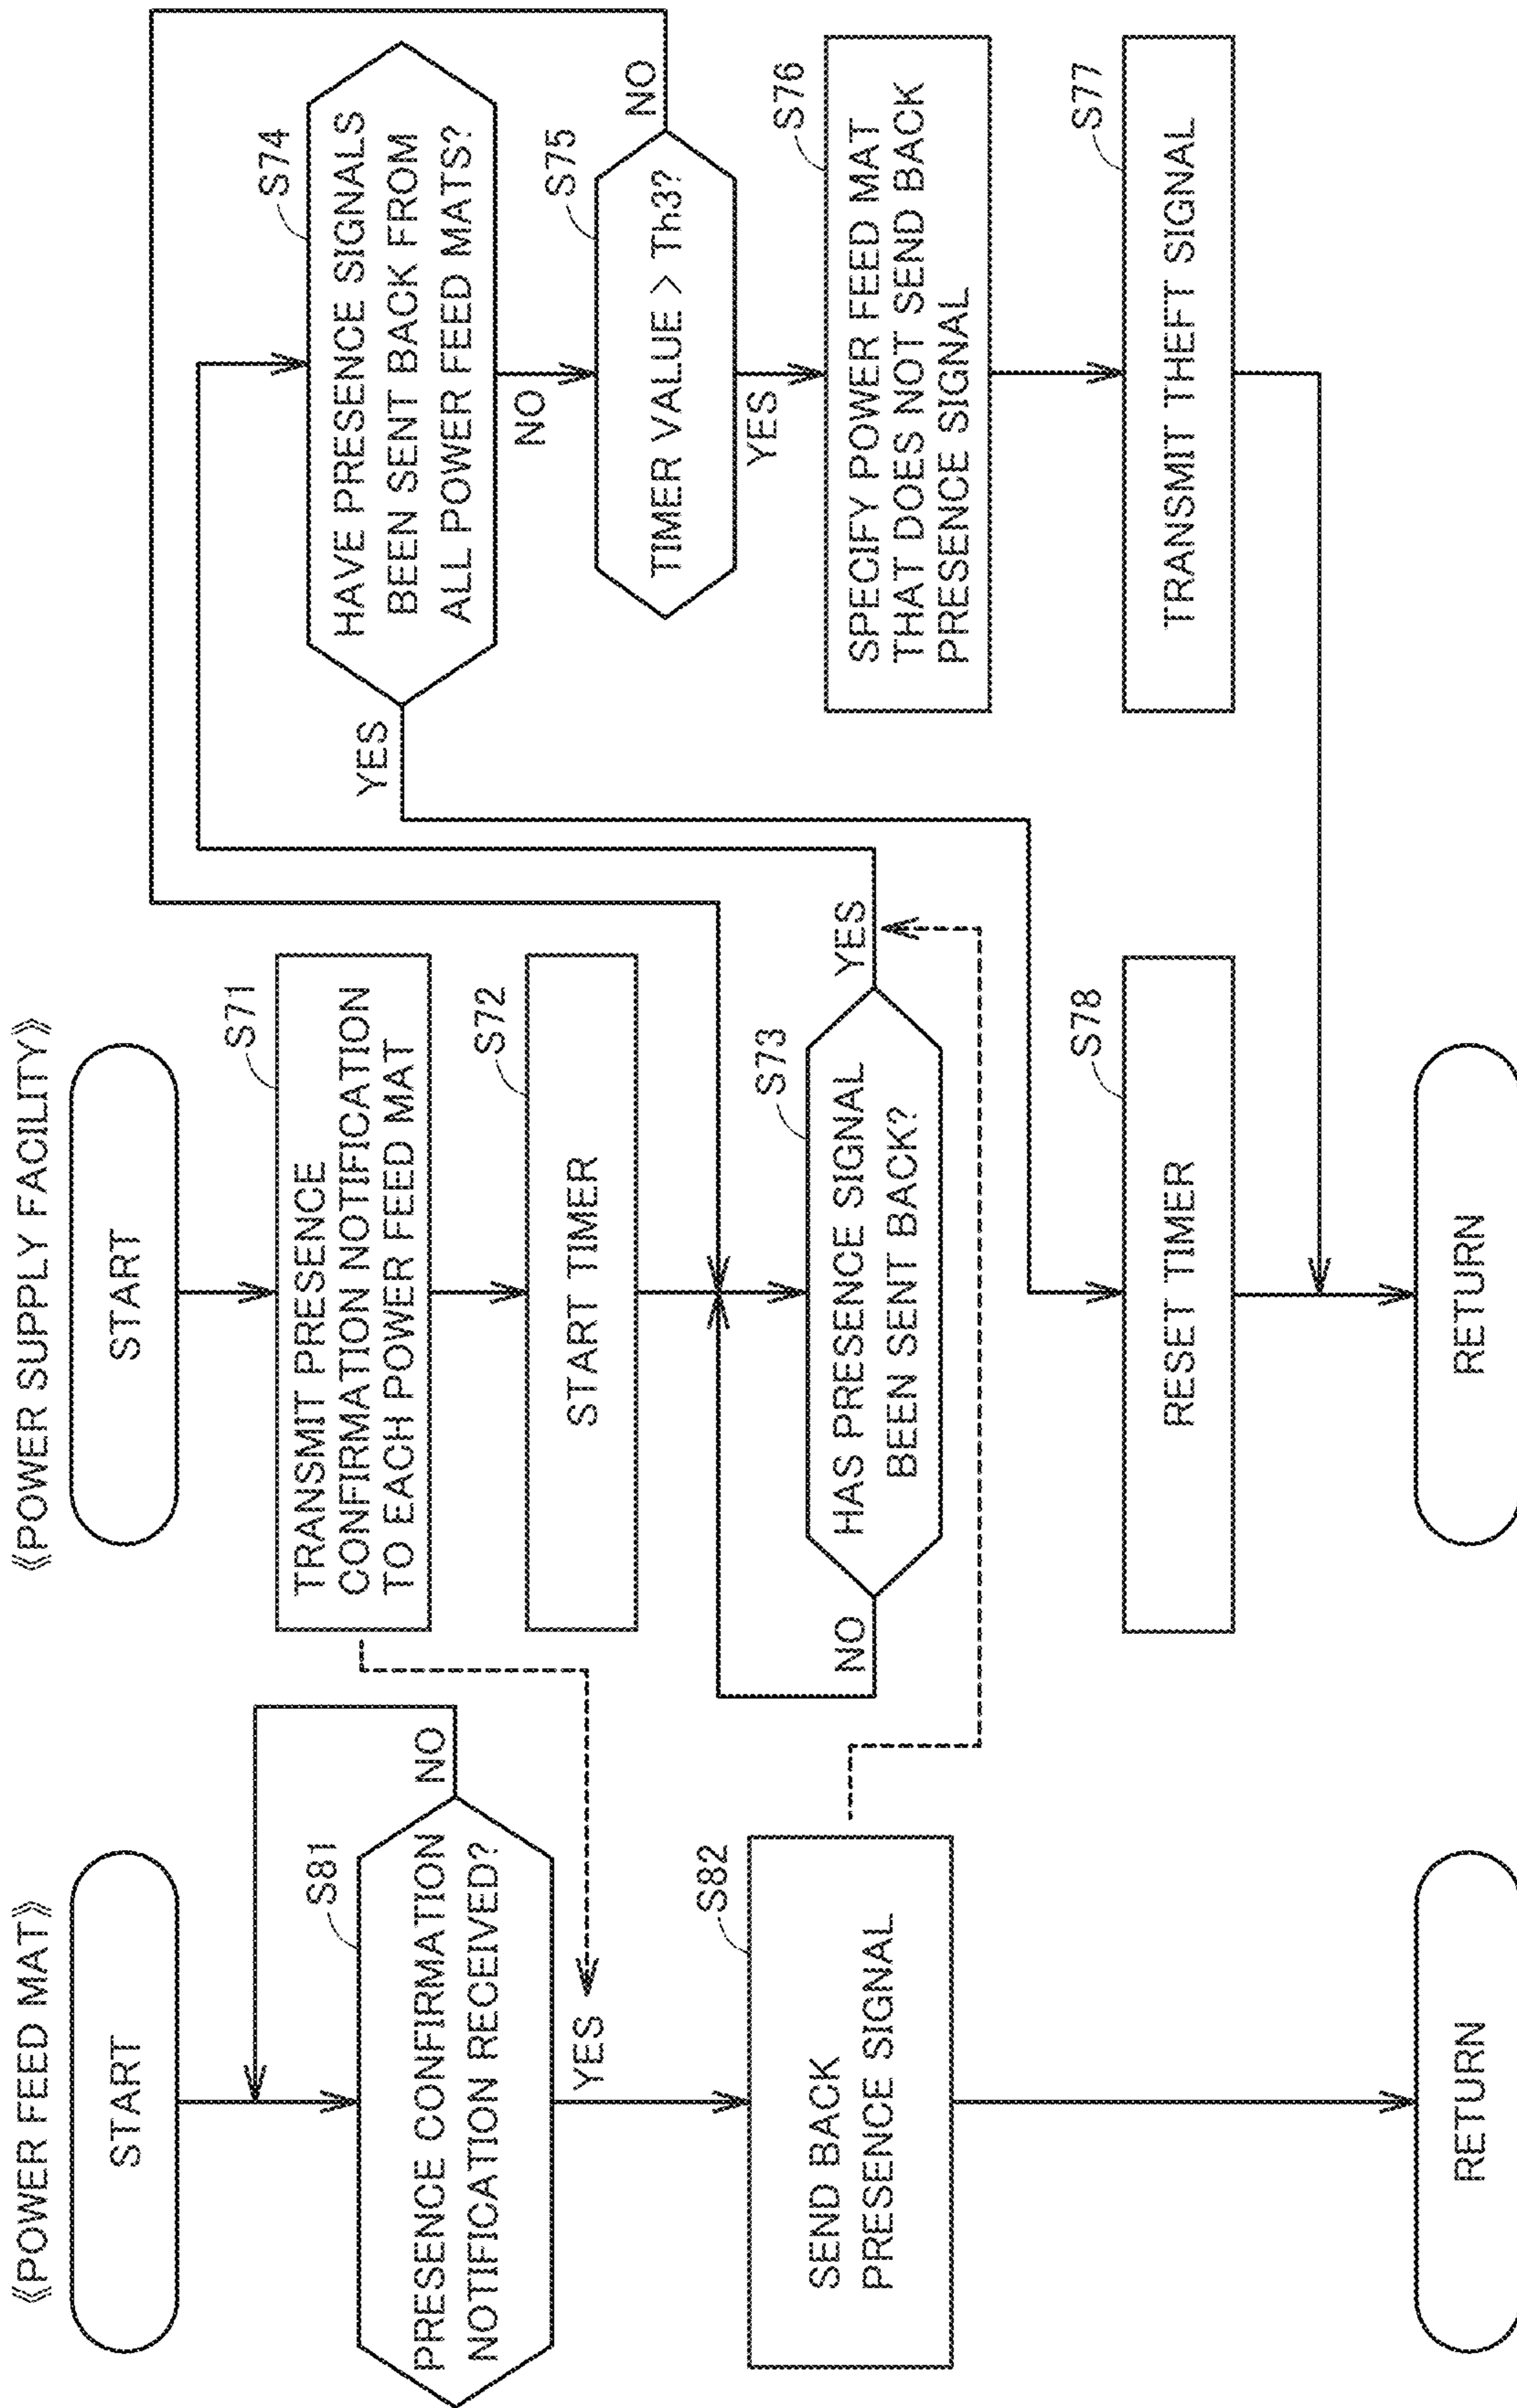 《POWER FEED MAT》
START
S81
PRESENCE CONFIRMATION
NOTIFICATION RECEIVED?
NO
YES
S82
SEND BACK
PRESENCE SIGNAL
RETURN
《POWER SUPPLY FACILITY》
START
S71
TRANSMIT PRESENCE
CONFIRMATION NOTIFICATION
TO EACH POWER FEED MAT
S72
START TIMER
S73
HAS PRESENCE SIGNAL
BEEN SENT BACK?
NO
YES
S74
HAVE PRESENCE SIGNALS
BEEN SENT BACK FROM
ALL POWER FEED MATS?
YES
NO
S75
TIMER VALUE > Th3?
NO
YES
S76
SPECIFY POWER FEED MAT
THAT DOES NOT SEND BACK
PRESENCE SIGNAL
S77
TRANSMIT THEFT SIGNAL
S78
RESET TIMER
RETURN